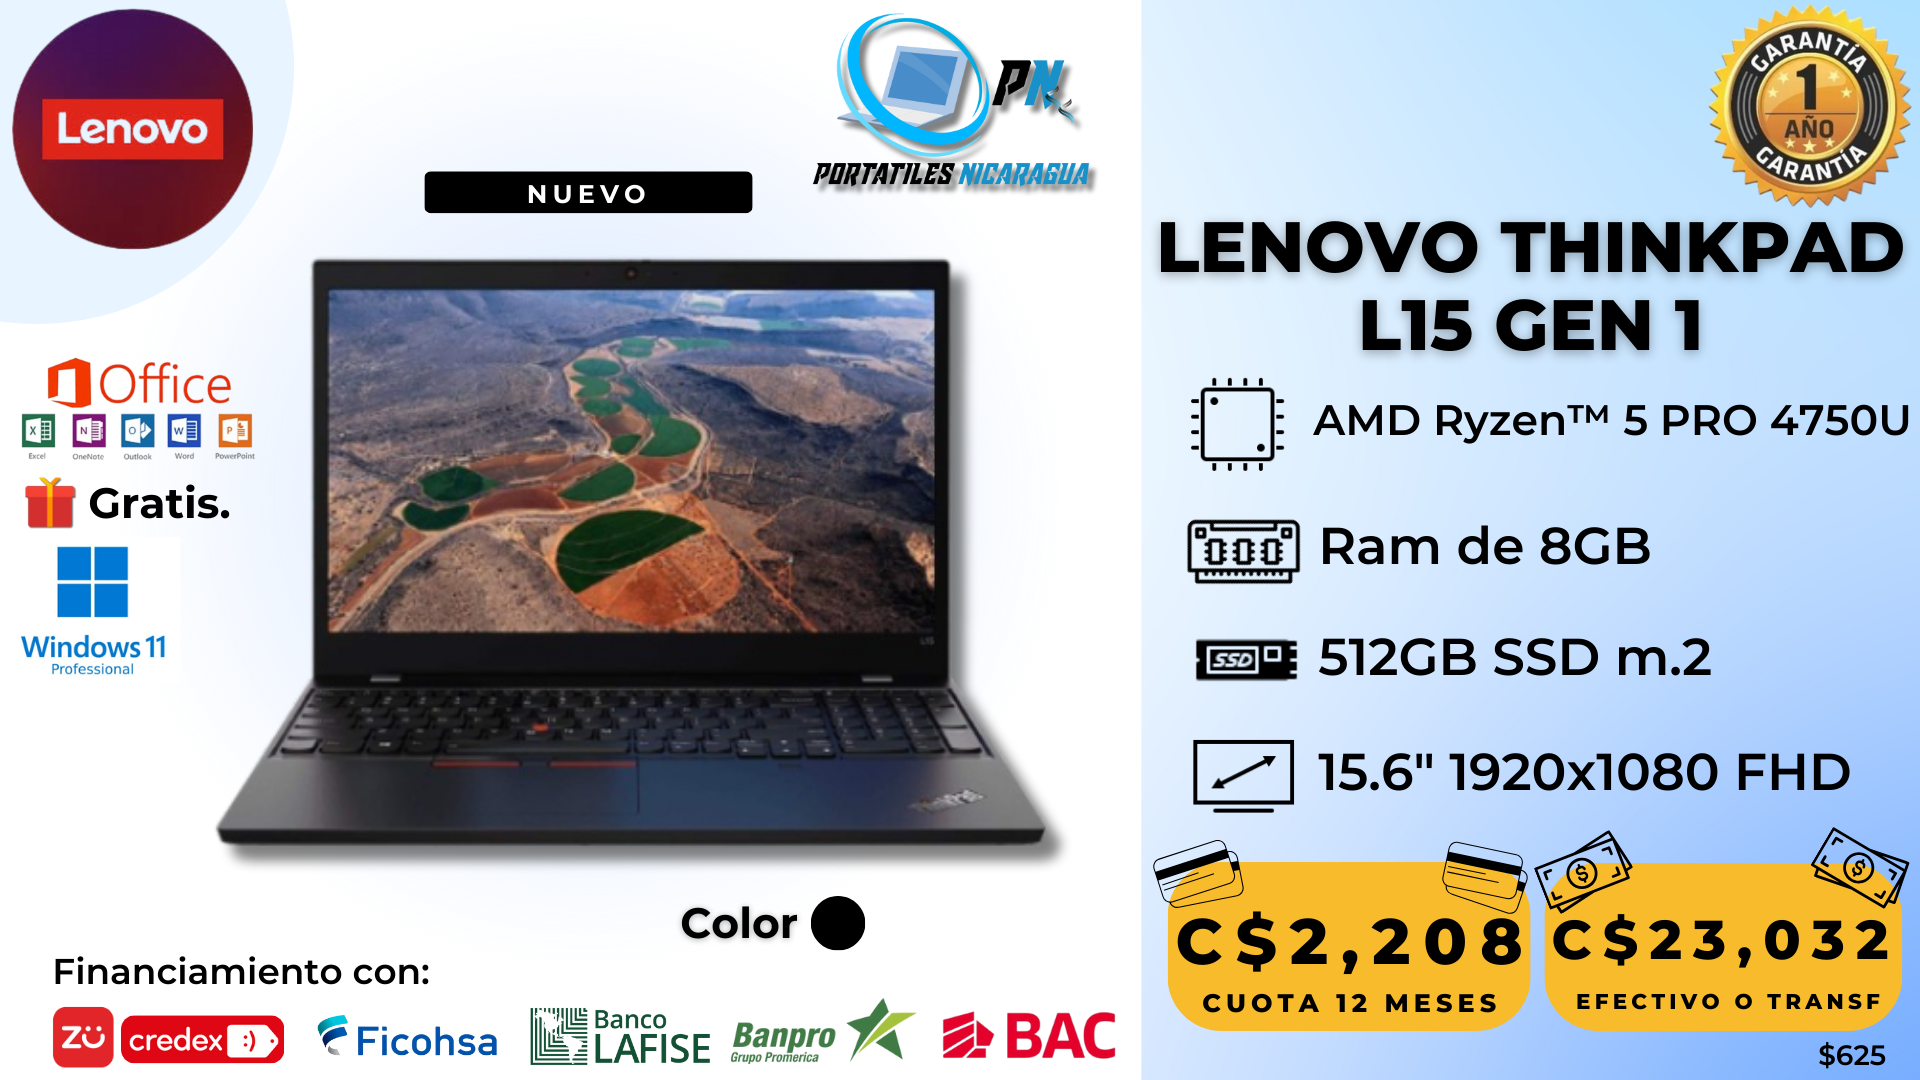 Lenovo
PN
PORTATILES NICARAGUA
NUEVO
GARANTÍA
1
AÑO
GARANTÍA
LENOVO THINKPAD
L15 GEN 1
AMD Ryzen™ 5 PRO 4750U
Ram de 8GB
SSD
512GB SSD m.2
15.6" 1920x1080 FHD
Office
Excel OneNote Outlook Word PowerPoint
Gratis.
Windows 11
Professional
L15
ThinkPad
Color
Financiamiento con:
zü
credex :)
Ficohsa
Banco
LAFISE
Banpro
Grupo Promerica
BAC
C$2,208
CUOTA 12 MESES
C$23,032
EFECTIVO O TRANSF
$625